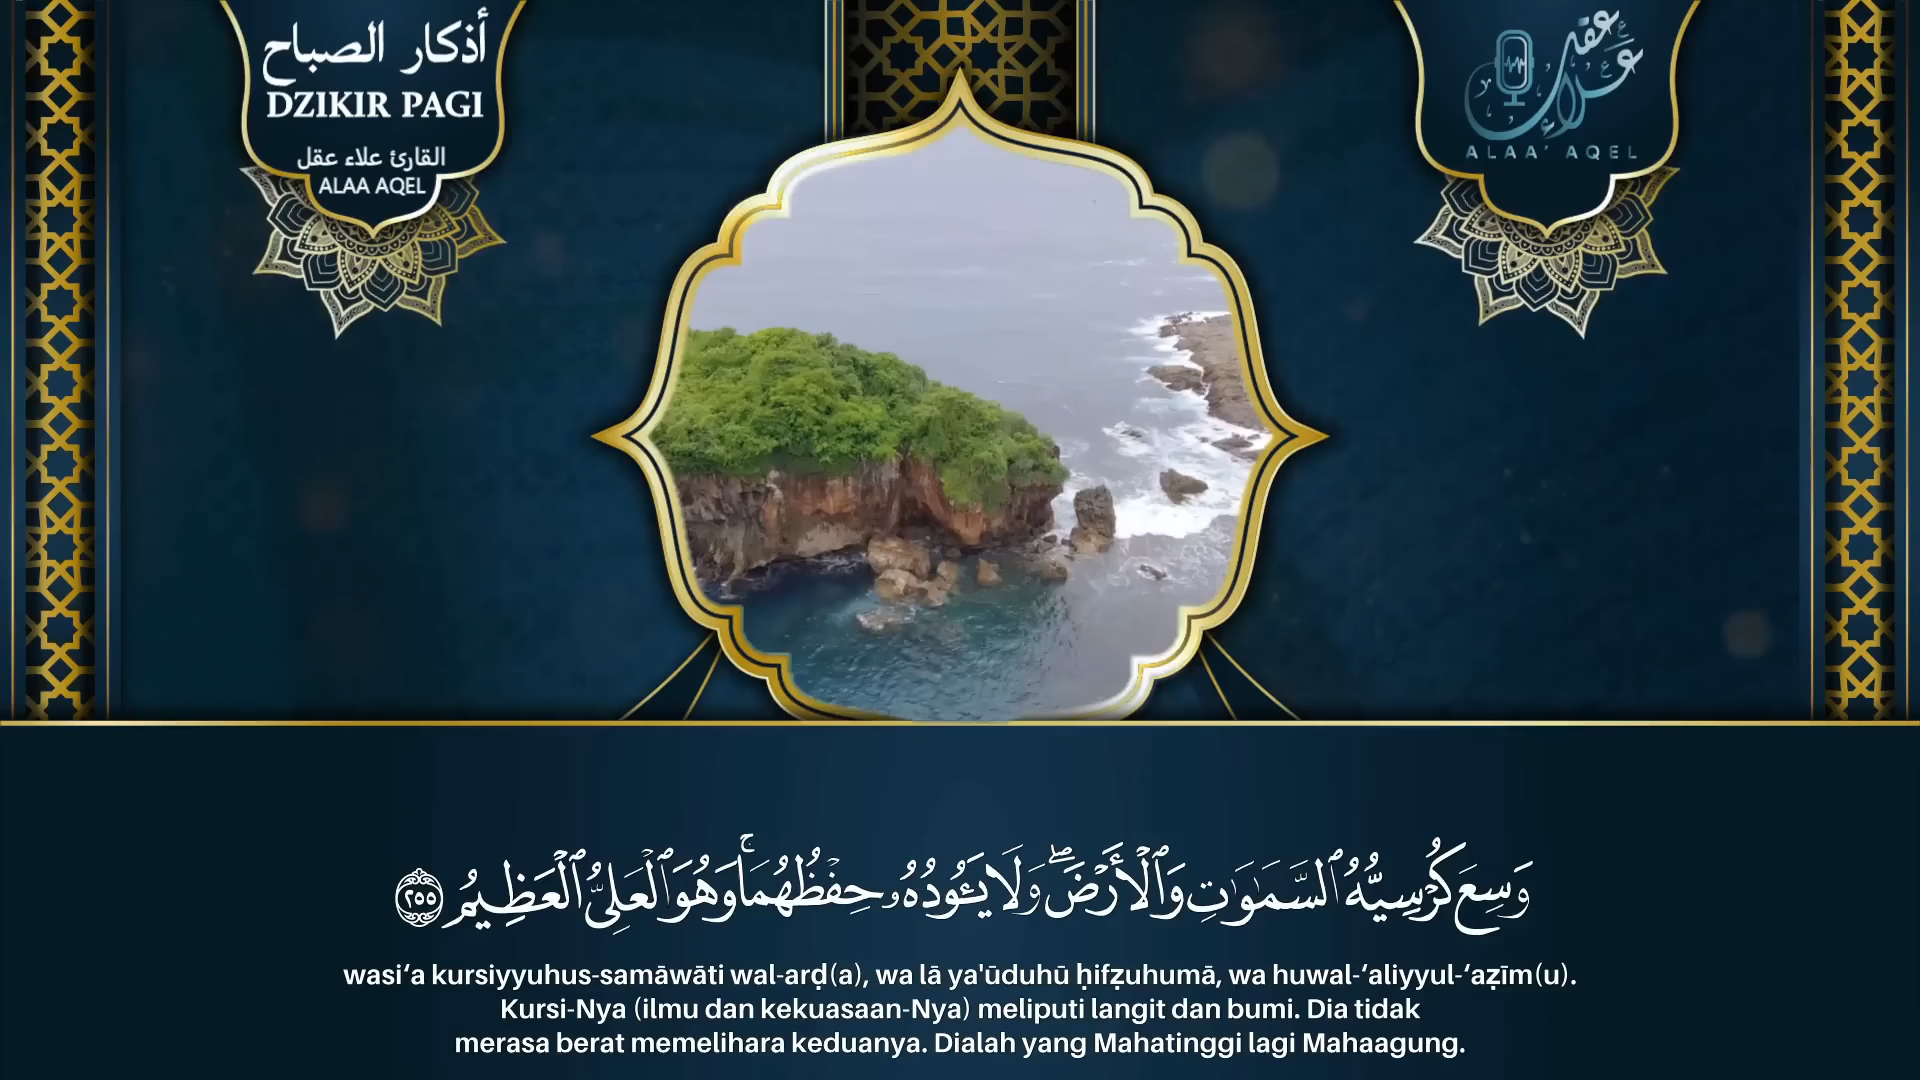 أذكار الصباح
DZIKIR PAGI
القارئ علاء عقل
ALAA AQEL
علاء عقل
ALAA' AQEL
وَسِعَ كُرْسِيُّهُ ٱلسَّمَٰوَٰتِ وَٱلْأَرْضَ ۖ وَلَا يَـُٔودُهُۥ حِفْظُهُمَا ۚ وَهُوَ ٱلْعَلِىُّ ٱلْعَظِيمُ ٢٥٥
wasi‘a kursiyyuhus-samāwāti wal-arḍ(a), wa lā ya'ūduhū ḥifẓuhumā, wa huwal-‘aliyyul-‘aẓīm(u).
Kursi-Nya (ilmu dan kekuasaan-Nya) meliputi langit dan bumi. Dia tidak
merasa berat memelihara keduanya. Dialah yang Mahatinggi lagi Mahaagung.